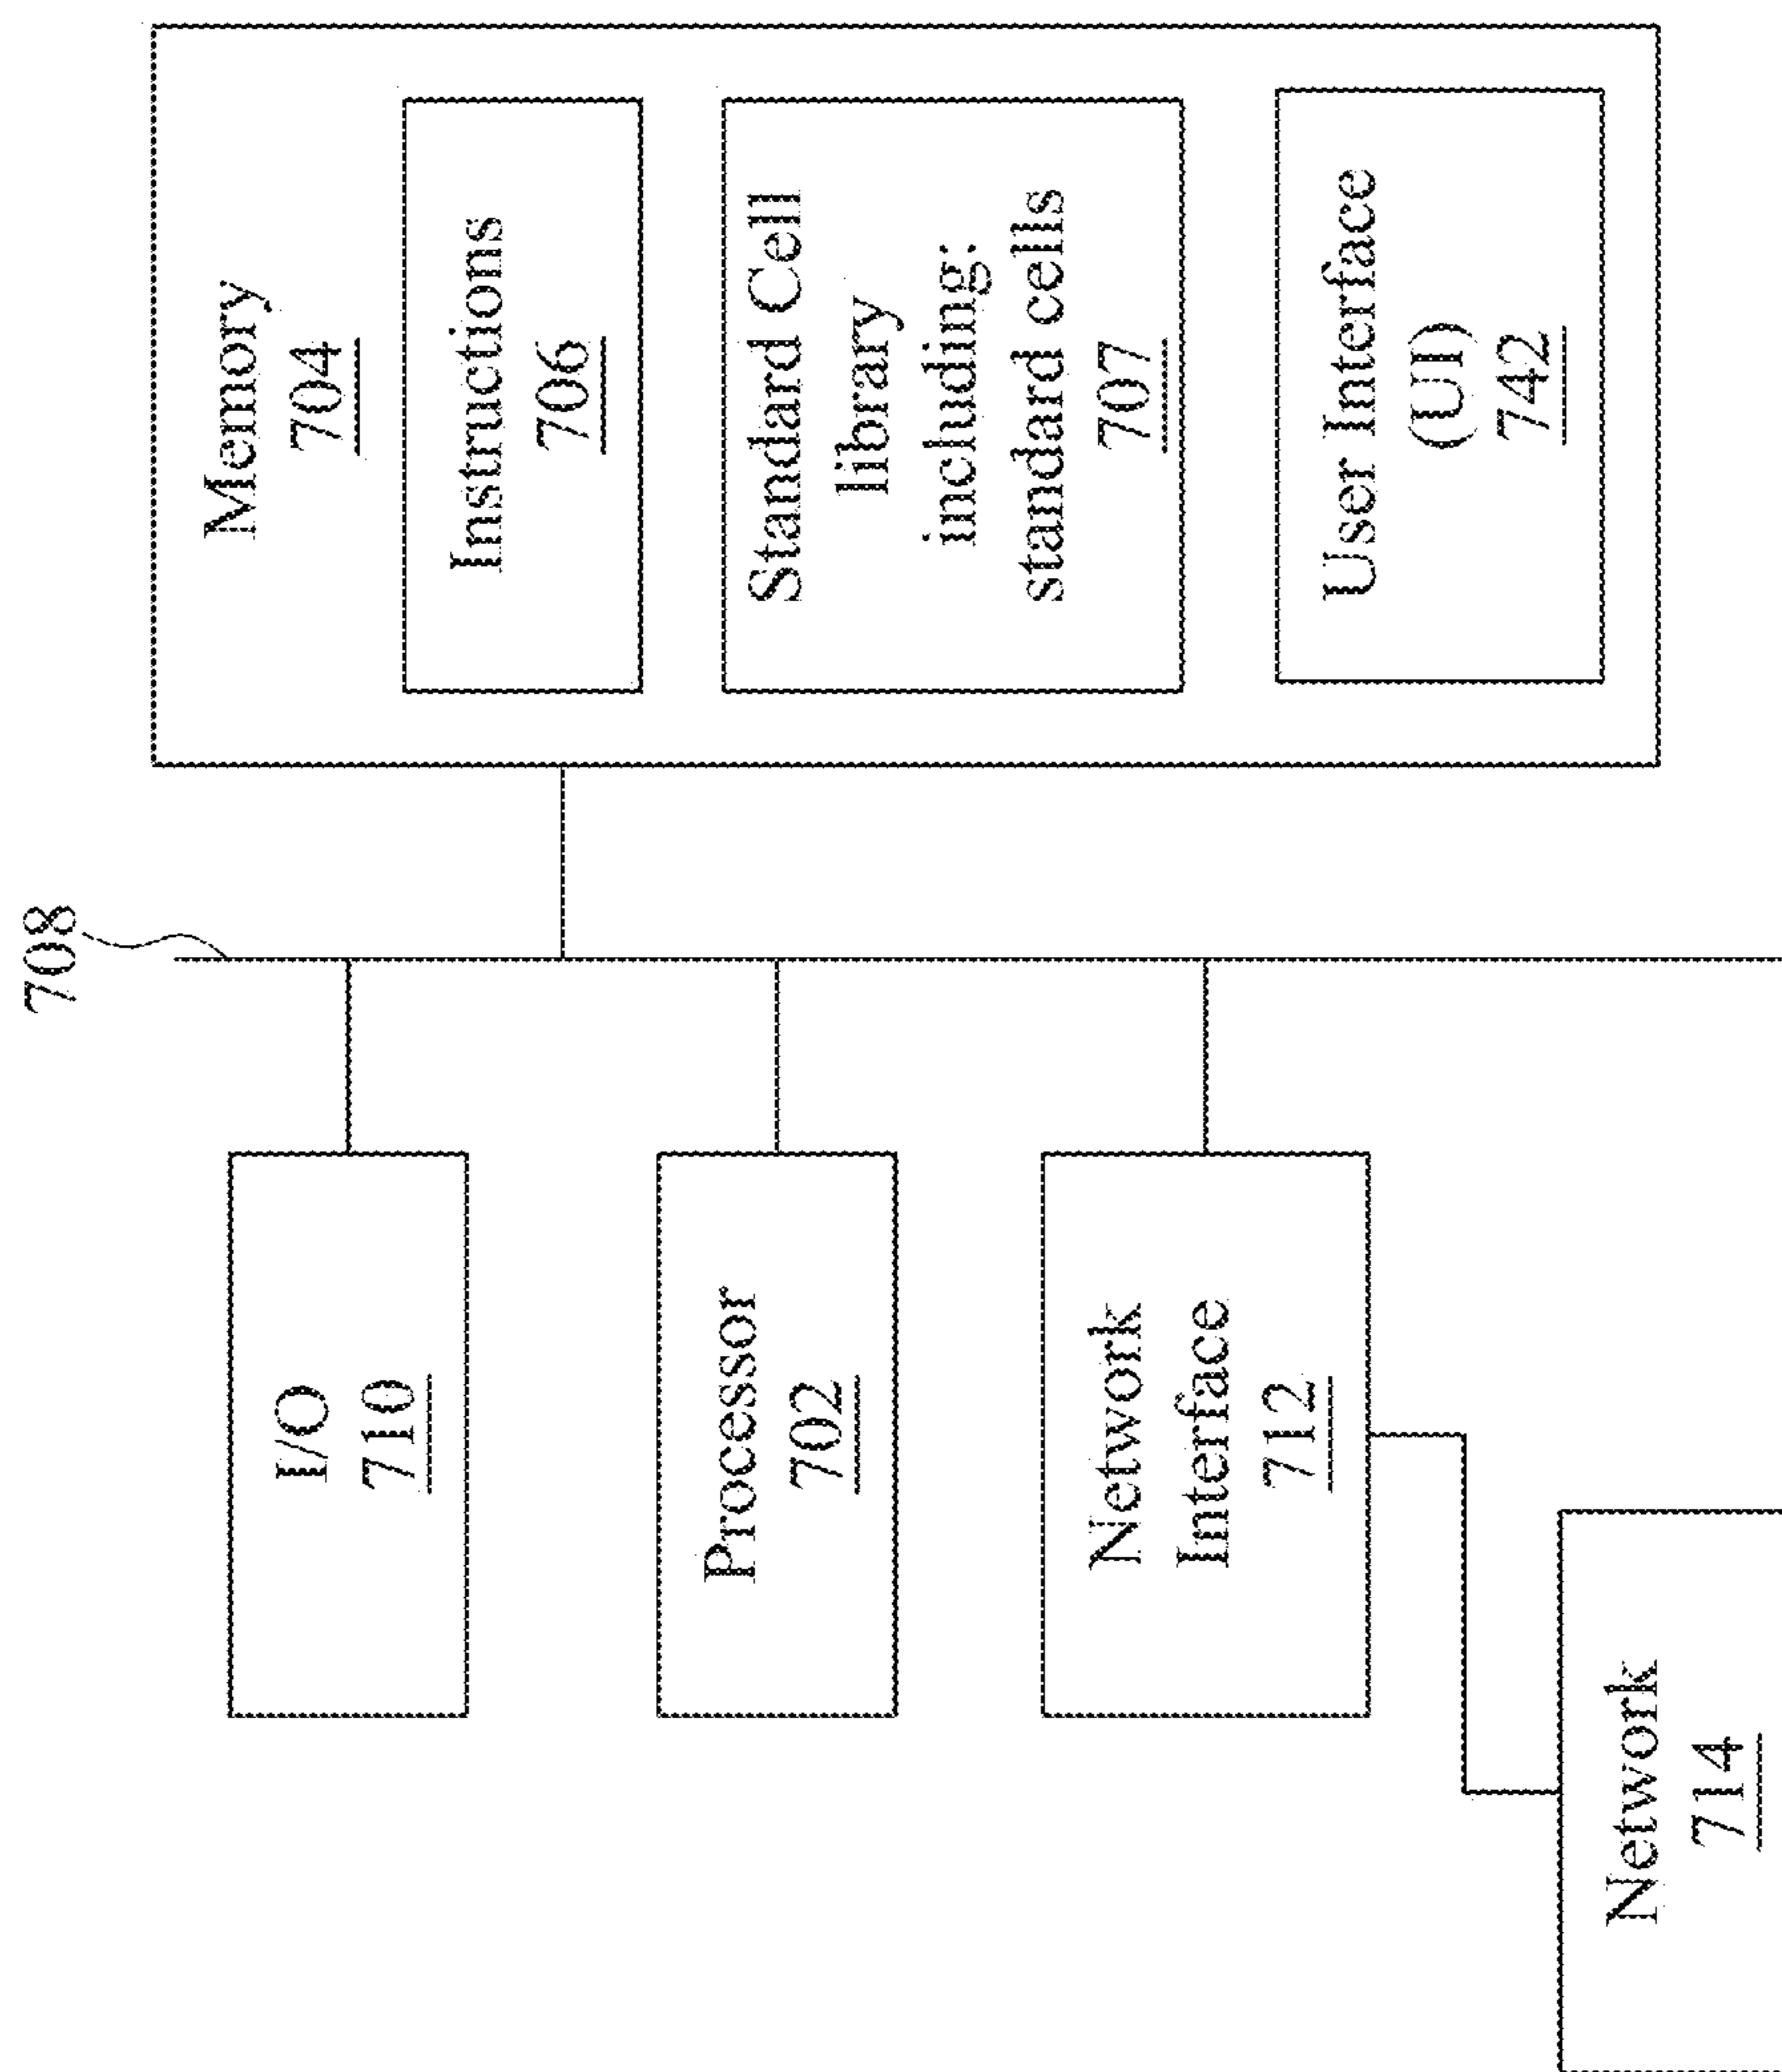 708
Memory
704
Instructions
706
Standard Cell
library
including:
standard cells
707
User Interface
(UI)
742
I/O
710
Processor
702
Network
Interface
712
Network
714